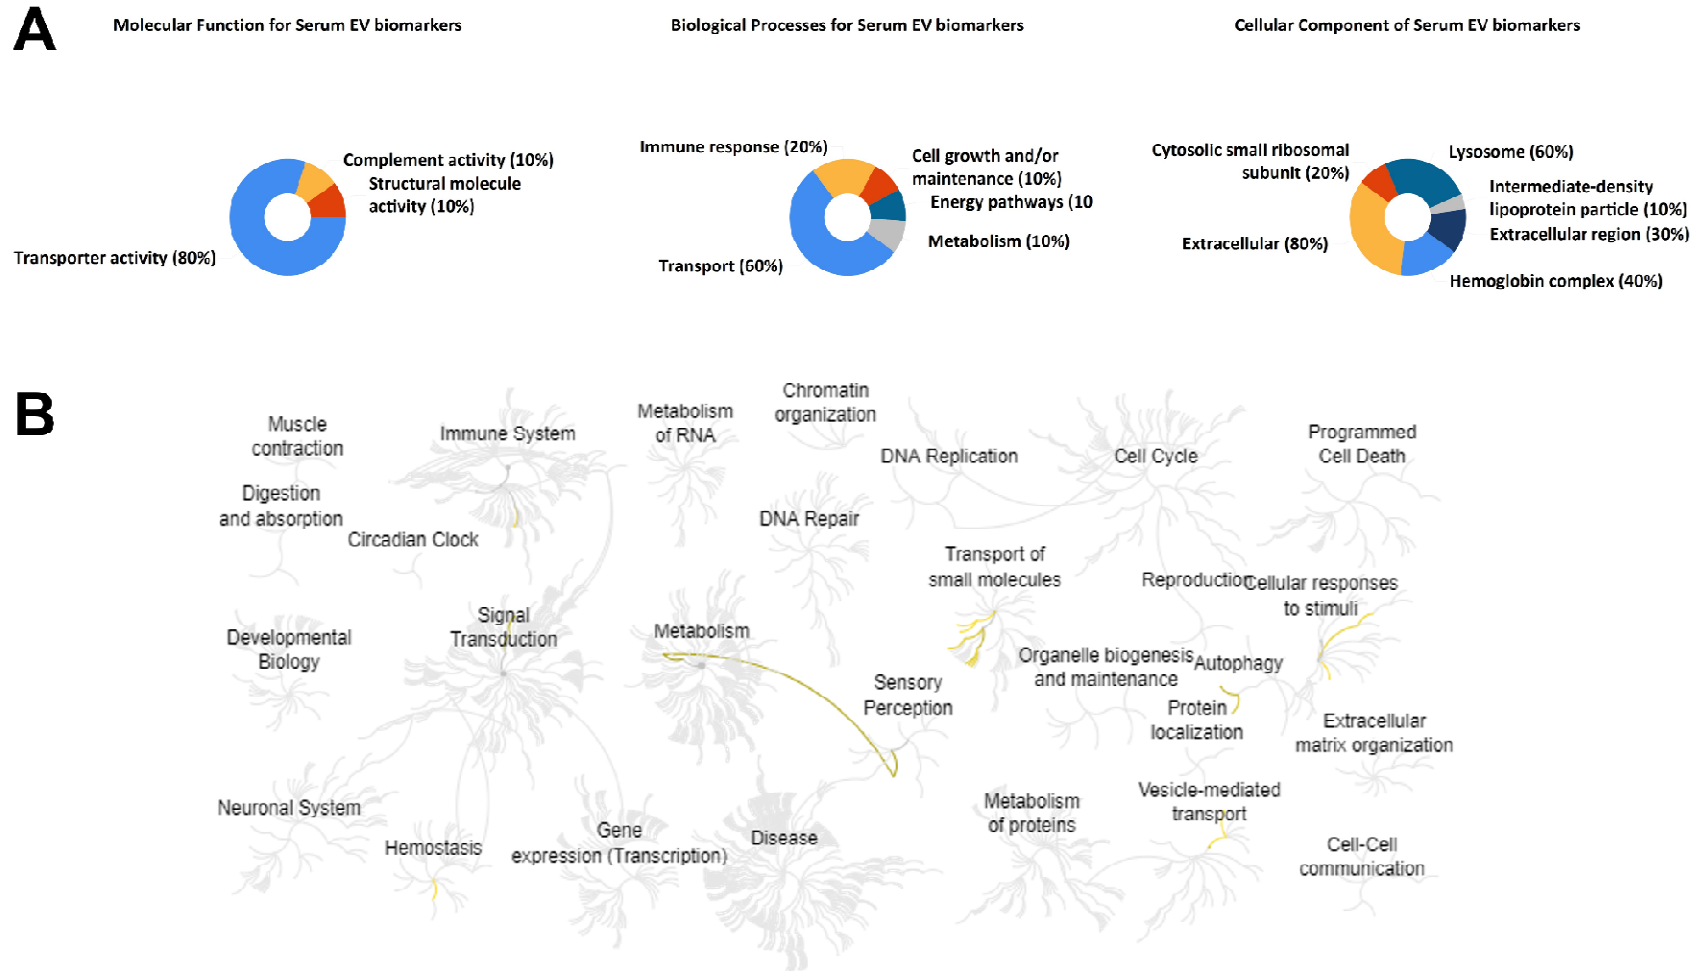 A
Molecular Function for Serum EV biomarkers
Complement activity (10%)
Structural molecule
activity (10%)
Transporter activity (80%)
Biological Processes for Serum EV biomarkers
Immune response (20%)
Cell growth and/or
maintenance (10%)
Energy pathways (10
Metabolism (10%)
Transport (60%)
Cellular Component of Serum EV biomarkers
Cytosolic small ribosomal
subunit (20%)
Lysosome (60%)
Intermediate-density
lipoprotein particle (10%)
Extracellular region (30%)
Extracellular (80%)
Hemoglobin complex (40%)
B
Muscle
contraction
Immune System
Metabolism
of RNA
Chromatin
organization
DNA Replication
Cell Cycle
Programmed
Cell Death
Digestion
and absorption
Circadian Clock
DNA Repair
Transport of
small molecules
Reproduction
Cellular responses
to stimuli
Developmental
Biology
Signal
Transduction
Metabolism
Sensory
Perception
Organelle biogenesis
and maintenance
Autophagy
Protein
localization
Extracellular
matrix organization
Neuronal System
Hemostasis
Gene
expression (Transcription)
Disease
Metabolism
of proteins
Vesicle-mediated
transport
Cell-Cell
communication